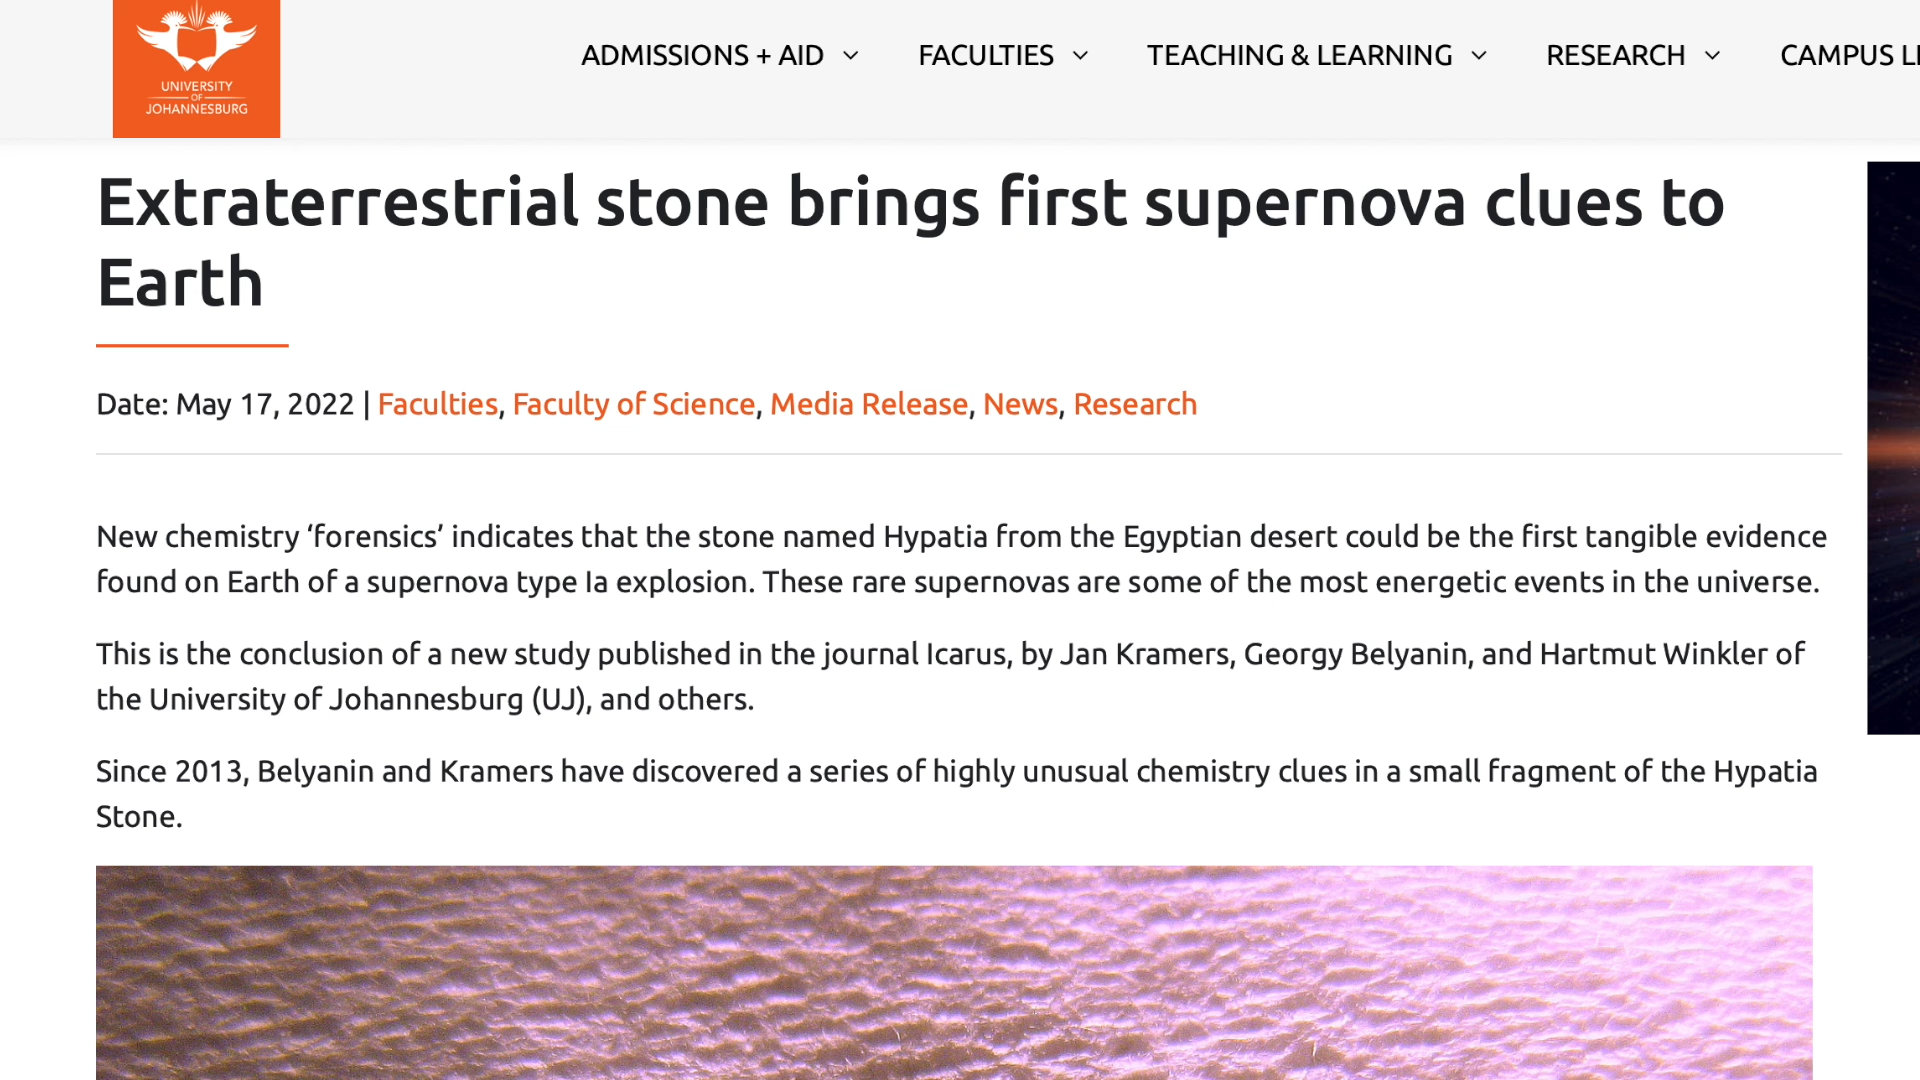 UNIVERSITY
OF
JOHANNESBURG
ADMISSIONS + AID FACULTIES TEACHING & LEARNING RESEARCH CAMPUS
Extraterrestrial stone brings first supernova clues to
Earth
Date: May 17, 2022 | Faculties, Faculty of Science, Media Release, News, Research
New chemistry ‘forensics’ indicates that the stone named Hypatia from the Egyptian desert could be the first tangible evidence
found on Earth of a supernova type Ia explosion. These rare supernovas are some of the most energetic events in the universe.
This is the conclusion of a new study published in the journal Icarus, by Jan Kramers, Georgy Belyanin, and Hartmut Winkler of
the University of Johannesburg (UJ), and others.
Since 2013, Belyanin and Kramers have discovered a series of highly unusual chemistry clues in a small fragment of the Hypatia
Stone.